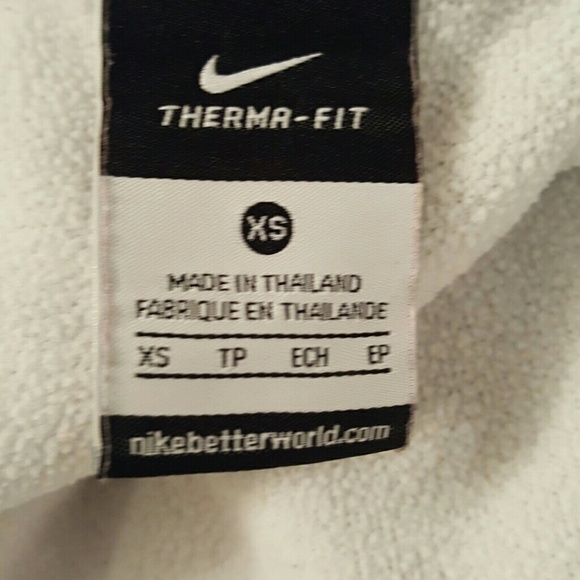 THERMA-FIT
XS
MADE IN THAILAND
FABRIQUE EN THAILANDE
XS TP ECH EP
nikebetterworld.com